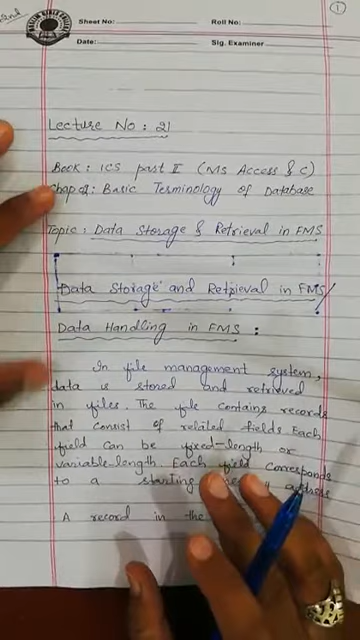 2nd
1
Sheet No:
Roll No:
Date:
Sig. Examiner
Lecture No : 21
Book : ICS part II (MS Access & C)
Chap 2: Basic Terminology of Database
Topic : Data Storage & Retrieval in FMS
Data Storage and Retrieval in FMS/
Data Handling in FMS :
In file management system,
data is stored and retrieved
in files. The file contains records
that consist of related fields. Each
field can be fixed-length or
variable-length. Each field corresponds
to a starting
A record in the